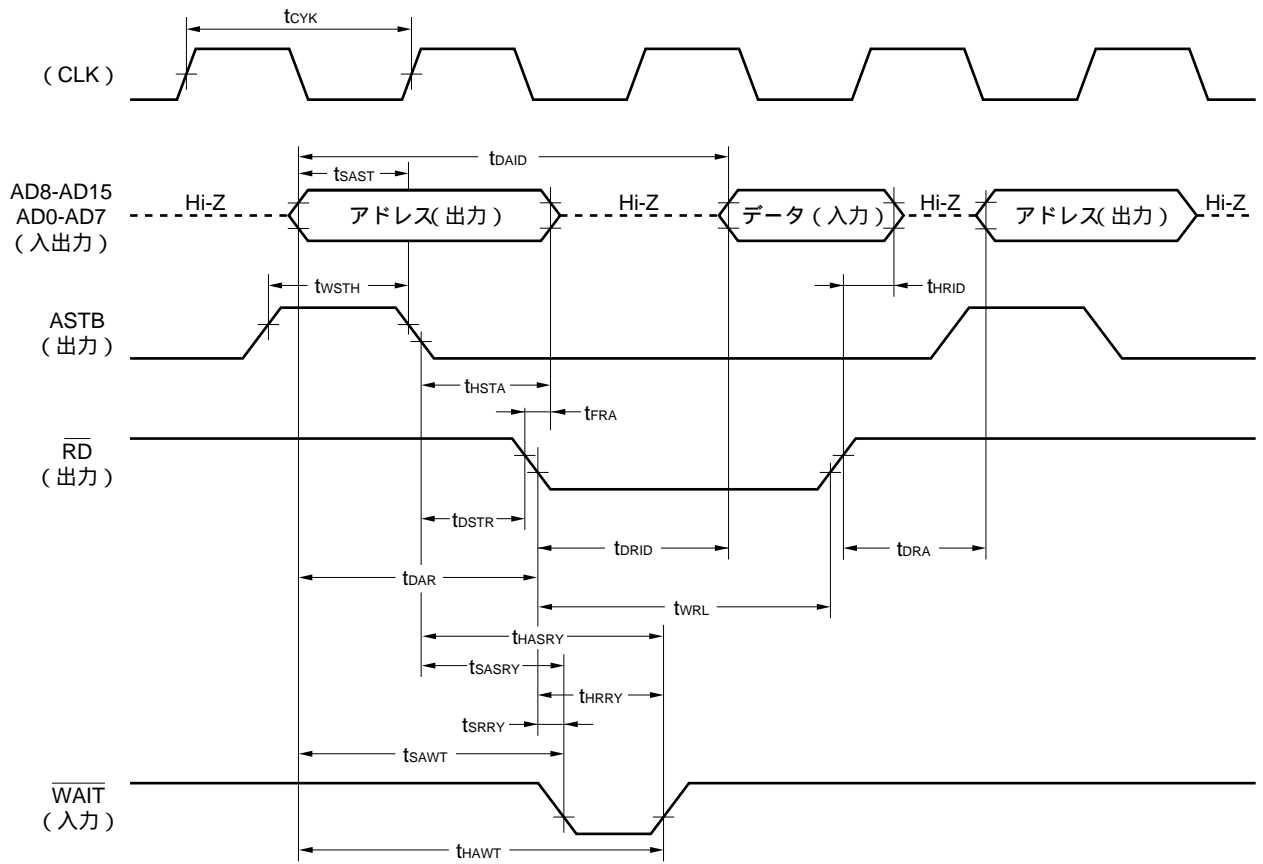 tCYK
( CLK )
tDAID
tSAST
AD8-AD15
AD0-AD7
( 入出力 )
Hi-Z
アドレス( 出力 )
Hi-Z
データ ( 入力 )
Hi-Z
アドレス( 出力 )
Hi-Z
tWSTH
tHRID
ASTB
( 出力 )
tHSTA
tFRA
RD
( 出力 )
tDSTR
tDRID
tDRA
tDAR
tWRL
tHASRY
tSASRY
tHRRY
tSRRY
tSAWT
WAIT
( 入力 )
tHAWT